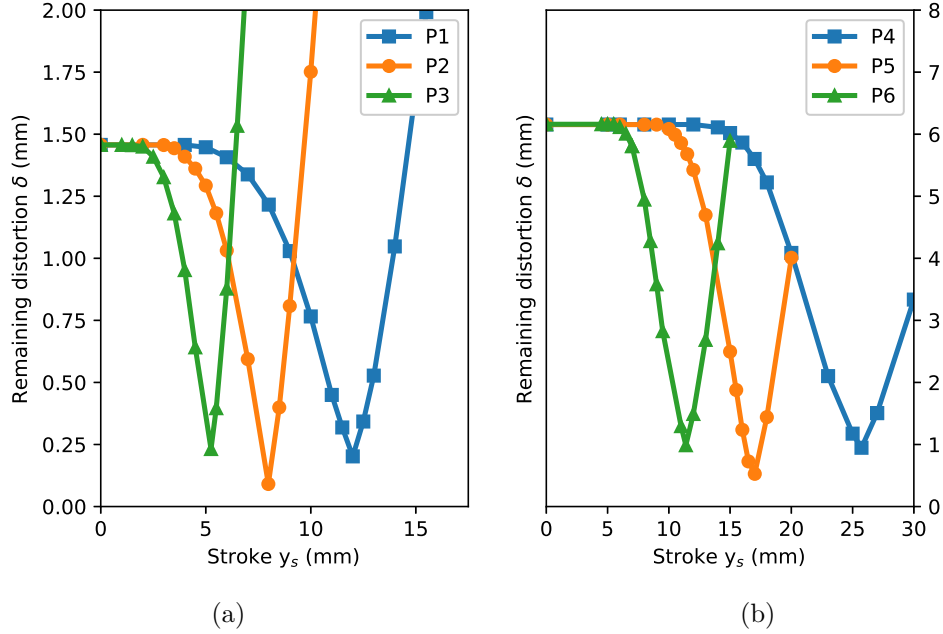 2.00
1.75
1.50
1.25
1.00
0.75
0.50
0.25
0.00
Remaining distortion δ (mm)
0 5 10 15
Stroke y_s (mm)
P1
P2
P3
(a)
Remaining distortion δ (mm)
8
7
6
5
4
3
2
1
0
0 5 10 15 20 25 30
Stroke y_s (mm)
P4
P5
P6
(b)